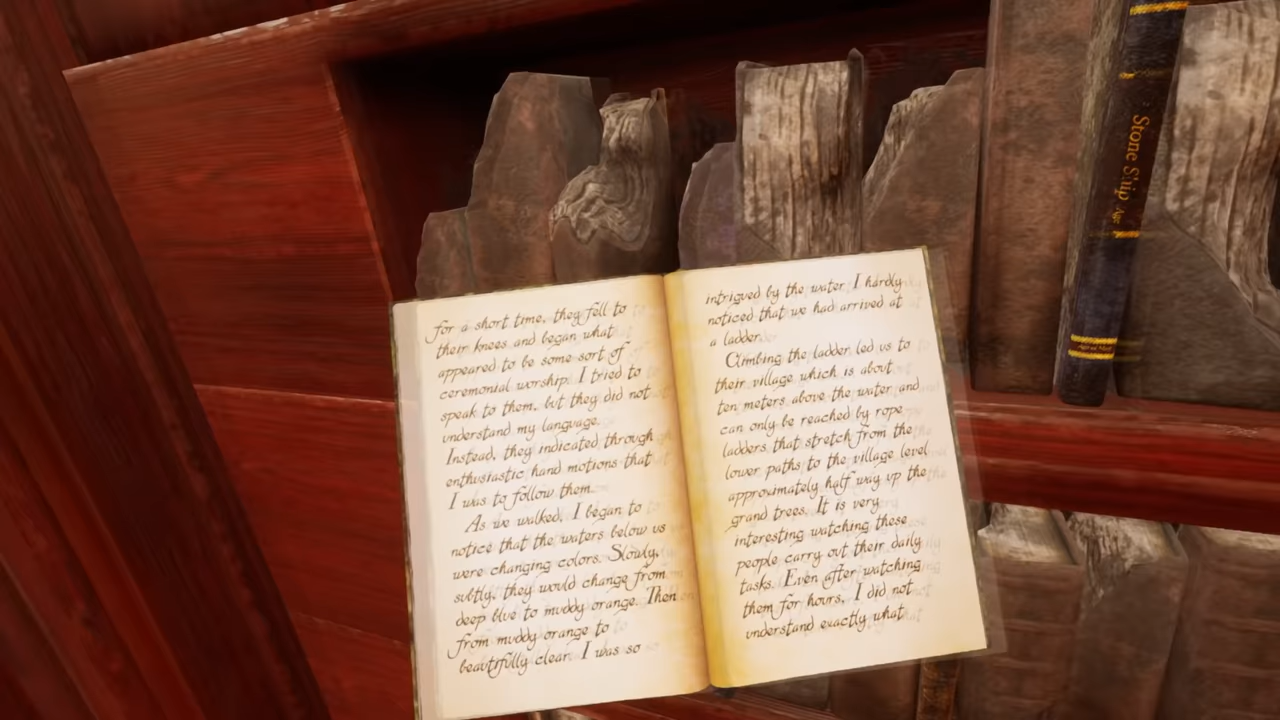 for a short time, they fell to
their knees and began what
appeared to be some sort of
ceremonial worship. I tried to
speak to them, but they did not
understand my language.
Instead, they indicated through
enthusiastic hand motions that
I was to follow them.
As we walked, I began to
notice that the waters below us
were changing colors. Slowly,
subtly, they would change from
deep blue to muddy orange. Then
from muddy orange to
beautifully clear. I was so
intrigued by the water I hardly
noticed that we had arrived at
a ladder.
Climbing the ladder led us to
their village which is about
ten meters above the water and
can only be reached by rope
ladders that stretch from the
lower paths to the village level
approximately half way up the
grand trees. It is very
interesting watching these
people carry out their daily
tasks. Even after watching
them for hours, I did not
understand exactly what
Stone Ship Age